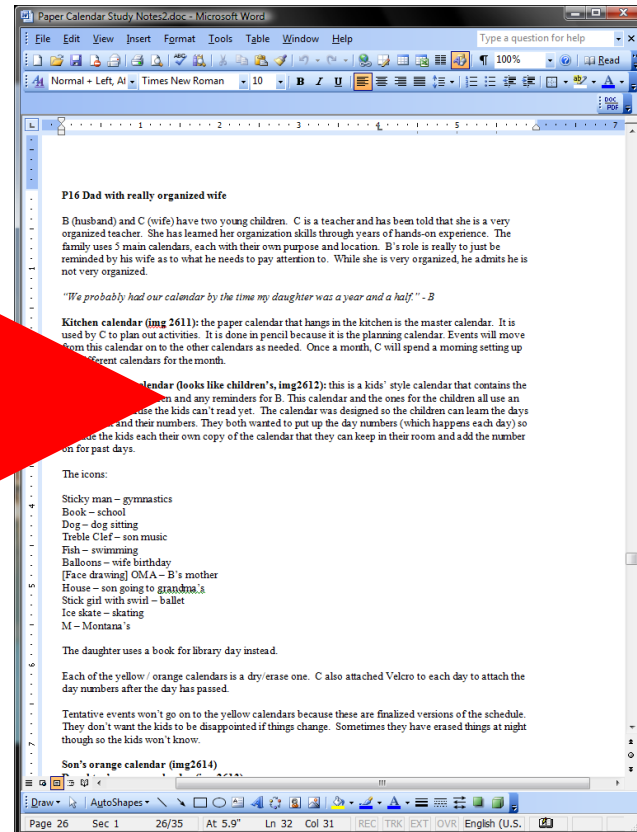 Paper Calendar Study Notes2.doc - Microsoft Word
File Edit View Insert Format Tools Table Window Help Type a question for help
100% Read
Normal + Left, Times New Roman 10 B I U
DOC PDF
1 2 3 4 5 7
P16 Dad with really organized wife
B (husband) and C (wife) have two young children. C is a teacher and has been told that she is a very
organized teacher. She has learned her organization skills through years of hands-on experience. The
family uses 5 main calendars, each with their own purpose and location. B's role is really to just be
reminded by his wife as to what he needs to pay attention to. While she is very organized, he admits he is
not very organized.
"We probably had our calendar by the time my daughter was a year and a half." - B
Kitchen calendar (img 2611): the paper calendar that hangs in the kitchen is the master calendar. It is
used by C to plan out activities. It is done in pencil because it is the planning calendar. Events will move
from this calendar on to the other calendars as needed. Once a month, C will spend a morning setting up
different calendars for the month.
calendar (looks like children's, img2612): this is a kids' style calendar that contains the
and any reminders for B. This calendar and the ones for the children all use an
the kids can't read yet. The calendar was designed so the children can learn the days
and their numbers. They both wanted to put up the day numbers (which happens each day) so
the kids each their own copy of the calendar that they can keep in their room and add the number
on for past days.
The icons:
Sticky man – gymnastics
Book – school
Dog – dog sitting
Treble Clef – son music
Fish – swimming
Balloons – wife birthday
[Face drawing] OMA – B's mother
House – son going to grandma's
Stick girl with swirl – ballet
Ice skate – skating
M – Montana's
The daughter uses a book for library day instead.
Each of the yellow / orange calendars is a dry/erase one. C also attached Velcro to each day to attach the
day numbers after the day has passed.
Tentative events won't go on to the yellow calendars because these are finalized versions of the schedule.
They don't want the kids to be disappointed if things change. Sometimes they have erased things at night
though so the kids won't know.
Son's orange calendar (img2614)
Draw AutoShapes
Page 26 Sec 1 26/35 At 5.9" Ln 32 Col 31 REC TRK EXT OVR English (U.S.